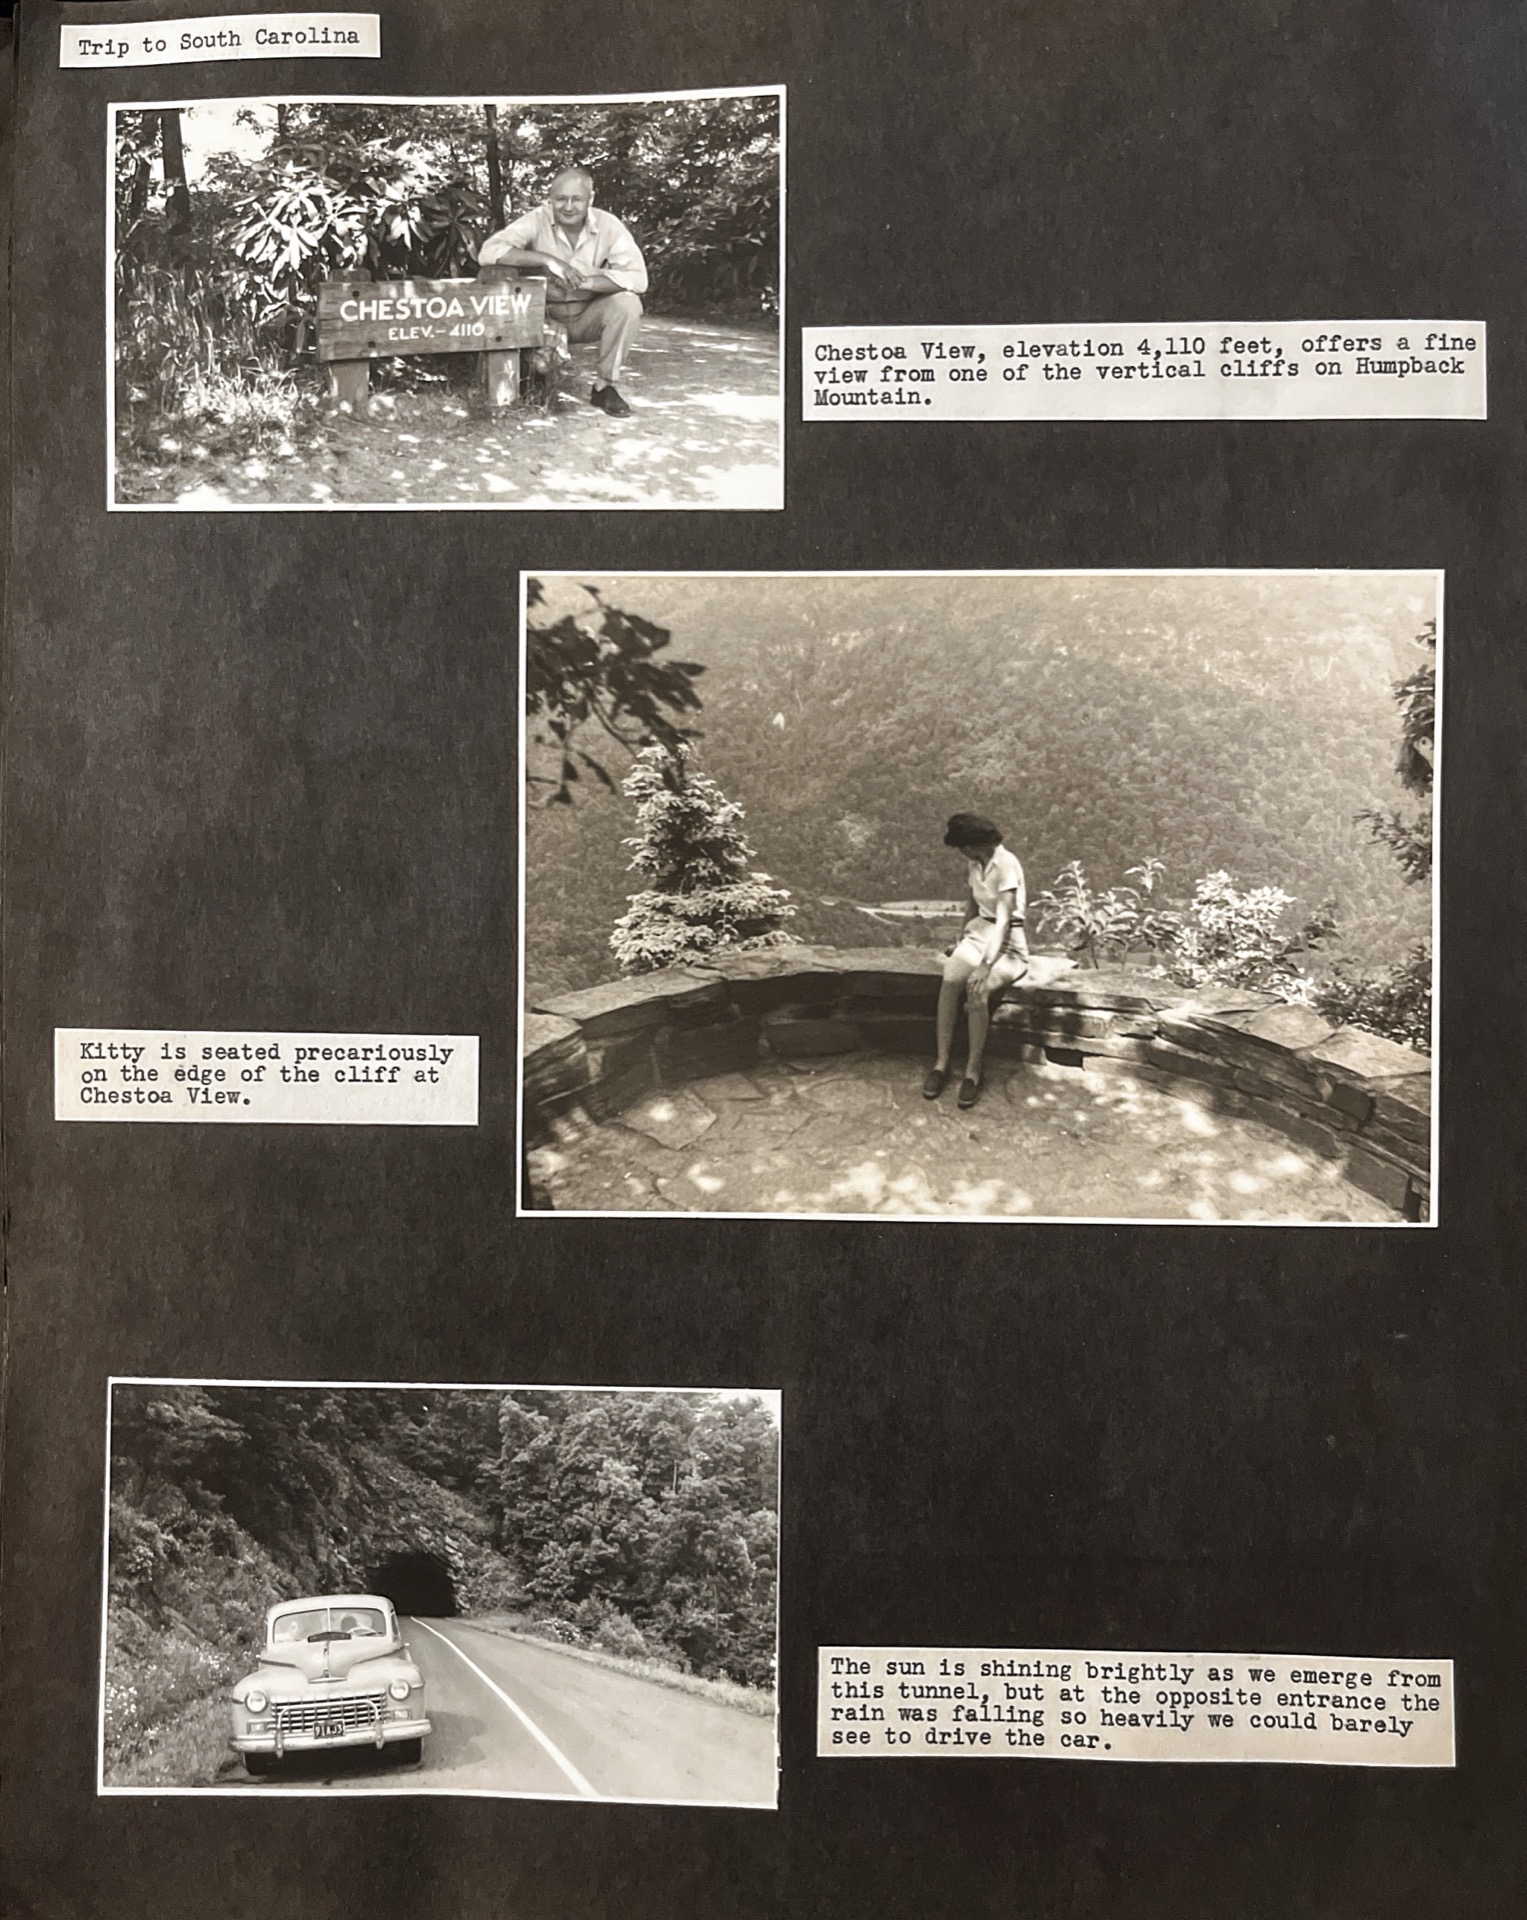 Trip to South Carolina
CHESTOA VIEW
ELEV.-4110
Chestoa View, elevation 4,110 feet, offers a fine
view from one of the vertical cliffs on Humpback
Mountain.
Kitty is seated precariously
on the edge of the cliff at
Chestoa View.
The sun is shining brightly as we emerge from
this tunnel, but at the opposite entrance the
rain was falling so heavily we could barely
see to drive the car.